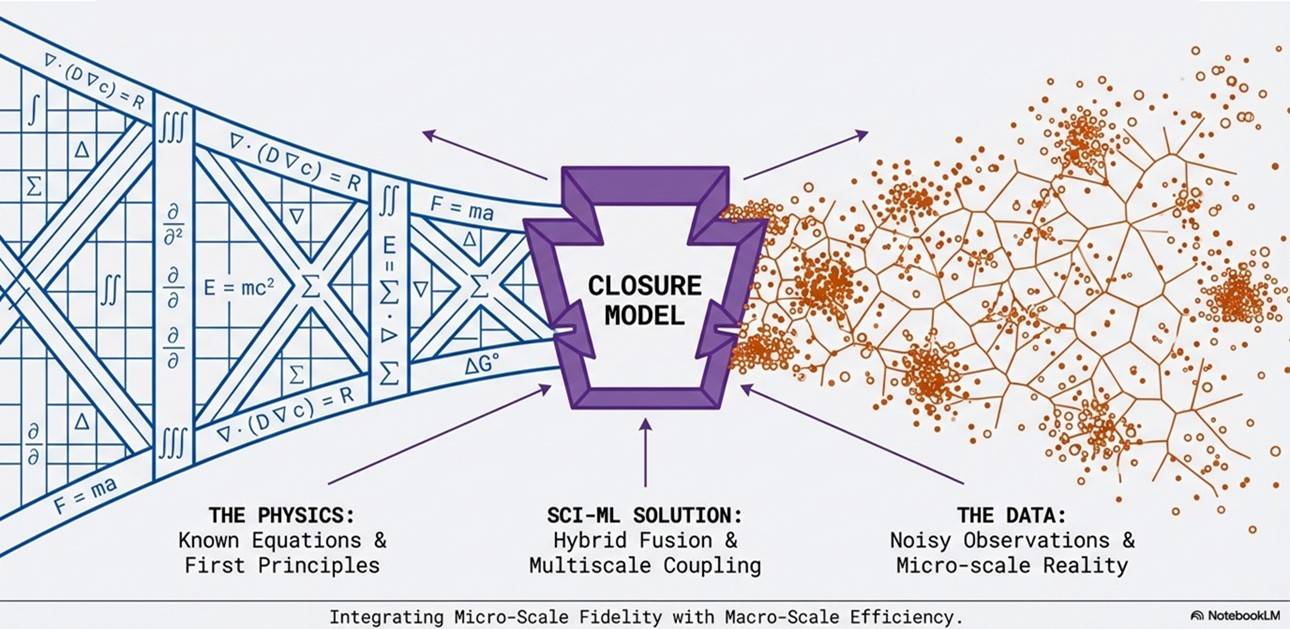 ∇·(D∇c)=R
∫
Δ
Σ
∭
∂/∂²
∂/∂
∂/∂
∬
E=mc²
∇·(D∇c)=R
∇
Σ
Σ
∬
E = Σ · ∇ Σ
F=ma
Δ
∇
Σ
ΔG°
∂/∂
Δ
∭
∇·(D∇c)=R
F=ma
CLOSURE
MODEL
THE PHYSICS:
Known Equations &
First Principles
SCI-ML SOLUTION:
Hybrid Fusion &
Multiscale Coupling
THE DATA:
Noisy Observations &
Micro-scale Reality
Integrating Micro-Scale Fidelity with Macro-Scale Efficiency.
NotebookLM